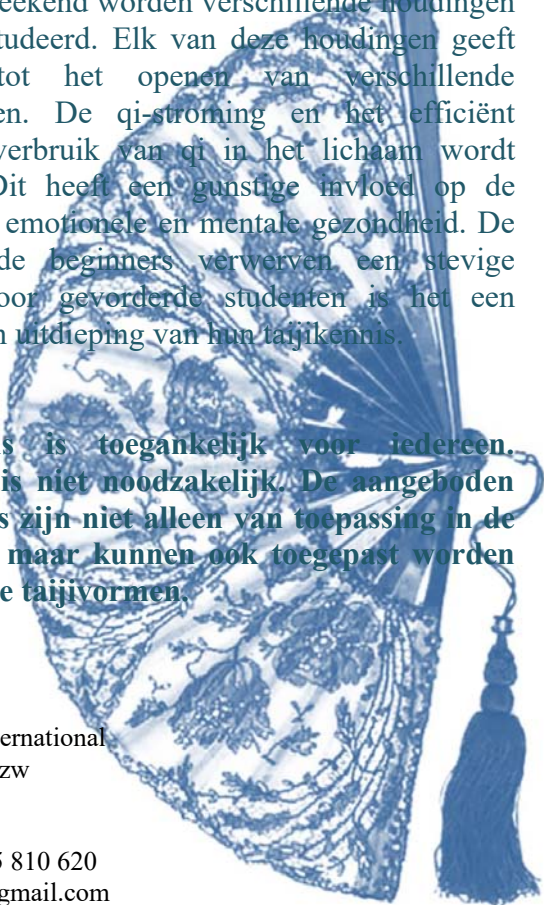 eekend worden verschillende houdingen
tudeerd. Elk van deze houdingen geeft
tot het openen van verschillende
en. De qi-stroming en het efficiënt
verbruik van qi in het lichaam wordt
Dit heeft een gunstige invloed op de
emotionele en mentale gezondheid. De
de beginners verwerven een stevige
oor gevorderde studenten is het een
n uitdieping van hun taijikennis.
is is toegankelijk voor iedereen.
is niet noodzakelijk. De aangeboden
s zijn niet alleen van toepassing in de
maar kunnen ook toegepast worden
e taijivormen.
ernational
zw
5 810 620
gmail.com